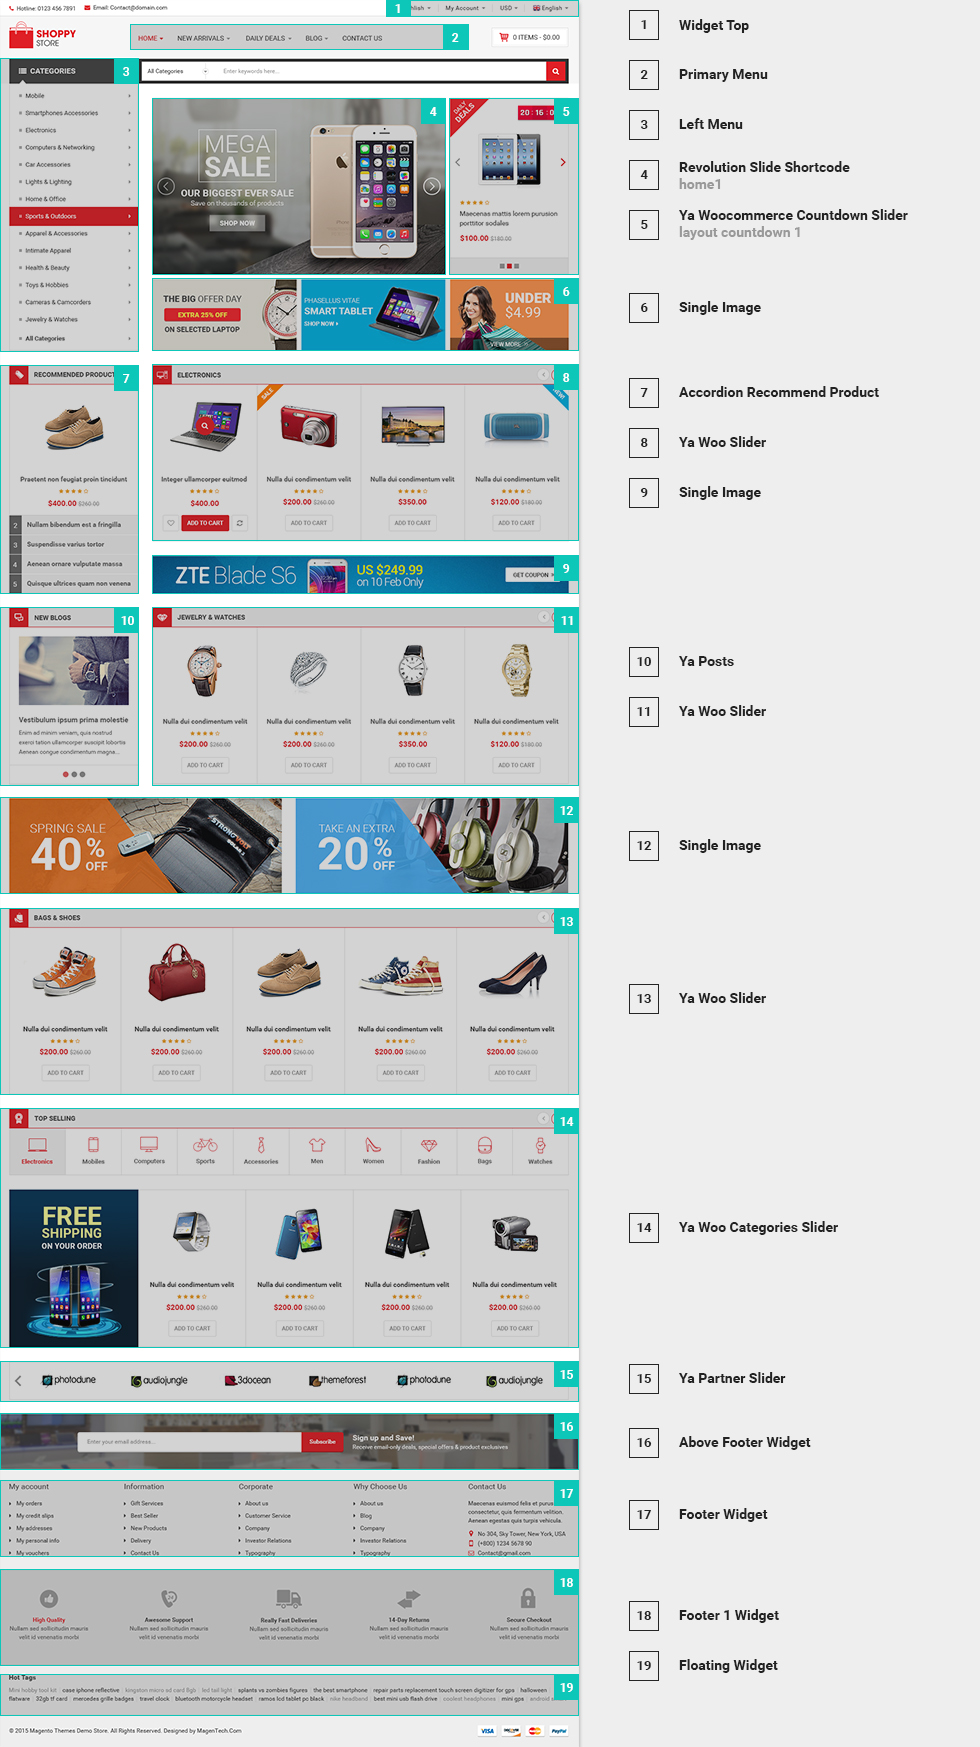 Hotline: 0123 456 7891 Email: Contact@domain.com 1 My Account USD English
SHOPPY
STORE
HOME NEW ARRIVALS DAILY DEALS BLOG CONTACT US 2
0 ITEMS - $0.00
CATEGORIES 3
All Categories Enter keywords here...
Mobile
Smartphones Accessories
Electronics
Computers & Networking
Car Accessories
Lights & Lighting
Home & Office
Sports & Outdoors
Apparel & Accessories
Intimate Apparel
Health & Beauty
Toys & Hobbies
Cameras & Camcorders
Jewelry & Watches
All Categories
4
MEGA
SALE
OUR BIGGEST EVER SALE
Save on thousands of products
SHOP NOW
5
DAILY
DEALS
20 : 16 : 0
Maecenas mattis lorem purusion
porttitor sodales
$100.00 $180.00
6
THE BIG OFFER DAY
EXTRA 25% OFF
ON SELECTED LAPTOP
PHASELLUS VITAE
SMART TABLET
SHOP NOW
UNDER
$4.99
VIEW MORE
RECOMMENDED PRODUCT 7
Praetent non feugiat proin tincidunt
$400.00 $260.00
2 Nullam bibendum est a fringilla
3 Suspendisse varius tortor
4 Aenean ornare vulputate massa
5 Quisque ultrices quam non venena
ELECTRONICS 8
SALE
Integer ullamcorper euitmod Nulla dui condimentum velit Nulla dui condimentum velit Nulla dui condimentum velit
$400.00 $200.00 $260.00 $350.00 $120.00 $180.00
ADD TO CART ADD TO CART ADD TO CART ADD TO CART
ZTE Blade S6
US $249.99
on 10 Feb Only
GET COUPON 9
NEW BLOGS 10
Vestibulum ipsum prima molestie
Enim ad minim veniam, quis nostrud
exerci tation ullamcorper suscipit lobortis
Aenean congue condimentum magna...
JEWELRY & WATCHES 11
Nulla dui condimentum velit Nulla dui condimentum velit Nulla dui condimentum velit Nulla dui condimentum velit
$200.00 $260.00 $200.00 $260.00 $350.00 $120.00 $180.00
ADD TO CART ADD TO CART ADD TO CART ADD TO CART
12
SPRING SALE
40%
OFF
STRONGVOLT
SOLAR:7
TAKE AN EXTRA
20%
OFF
BAGS & SHOES 13
Nulla dui condimentum velit Nulla dui condimentum velit Nulla dui condimentum velit Nulla dui condimentum velit Nulla dui condimentum velit
$200.00 $260.00 $200.00 $260.00 $200.00 $260.00 $200.00 $260.00 $200.00 $260.00
ADD TO CART ADD TO CART ADD TO CART ADD TO CART ADD TO CART
TOP SELLING 14
Electronics Mobiles Computers Sports Accessories Men Women Fashion Bags Watches
FREE
SHIPPING
ON YOUR ORDER
Nulla dui condimentum velit Nulla dui condimentum velit Nulla dui condimentum velit Nulla dui condimentum velit
$200.00 $260.00 $200.00 $260.00 $200.00 $260.00 $200.00 $260.00
ADD TO CART ADD TO CART ADD TO CART ADD TO CART
photodune audiojungle 3docean themeforest photodune audiojungle 15
16
Enter your email address... Subscribe
Sign up and Save!
Receive email-only deals, special offers & product exclusives
17
My account Information Corporate Why Choose Us Contact Us
My orders Gift Services About us About us Maecenas euismod felis et purus
My credit slips Best Seller Customer Service Blog consectetur, quis fermentum velition.
My addresses New Products Company Company Aenean egestas quis turpis vehicula.
My personal info Delivery Investor Relations Investor Relations No 304, Sky Tower, New York, USA
My vouchers Contact Us Typography Typography (+800) 1234 5678 90
Contact@gmail.com
18
High Quality Awesome Support Really Fast Deliveries 14-Day Returns Secure Checkout
Nullam sed sollicitudin mauris Nullam sed sollicitudin mauris Nullam sed sollicitudin mauris Nullam sed sollicitudin mauris Nullam sed sollicitudin mauris
velit id venenatis morbi velit id venenatis morbi velit id venenatis morbi velit id venenatis morbi velit id venenatis morbi
19
Hot Tags
Mini hobby tool kit case iphone reflective kingston micro sd card 8gb led tail light splants vs zombies figures the best smartphone repair parts replacement touch screen digitizer for gps halloween
flatware 32gb tf card mercedes grille badges travel clock bluetooth motorcycle headset ramos lcd tablet pc black nike headband best mini usb flash drive coolest headphones mini gps android
© 2015 Magento Themes Demo Store. All Rights Reserved. Designed by MagenTech.Com
VISA DISCOVER MasterCard PayPal
1 Widget Top
2 Primary Menu
3 Left Menu
4 Revolution Slide Shortcode
home1
5 Ya Woocommerce Countdown Slider
layout countdown 1
6 Single Image
7 Accordion Recommend Product
8 Ya Woo Slider
9 Single Image
10 Ya Posts
11 Ya Woo Slider
12 Single Image
13 Ya Woo Slider
14 Ya Woo Categories Slider
15 Ya Partner Slider
16 Above Footer Widget
17 Footer Widget
18 Footer 1 Widget
19 Floating Widget